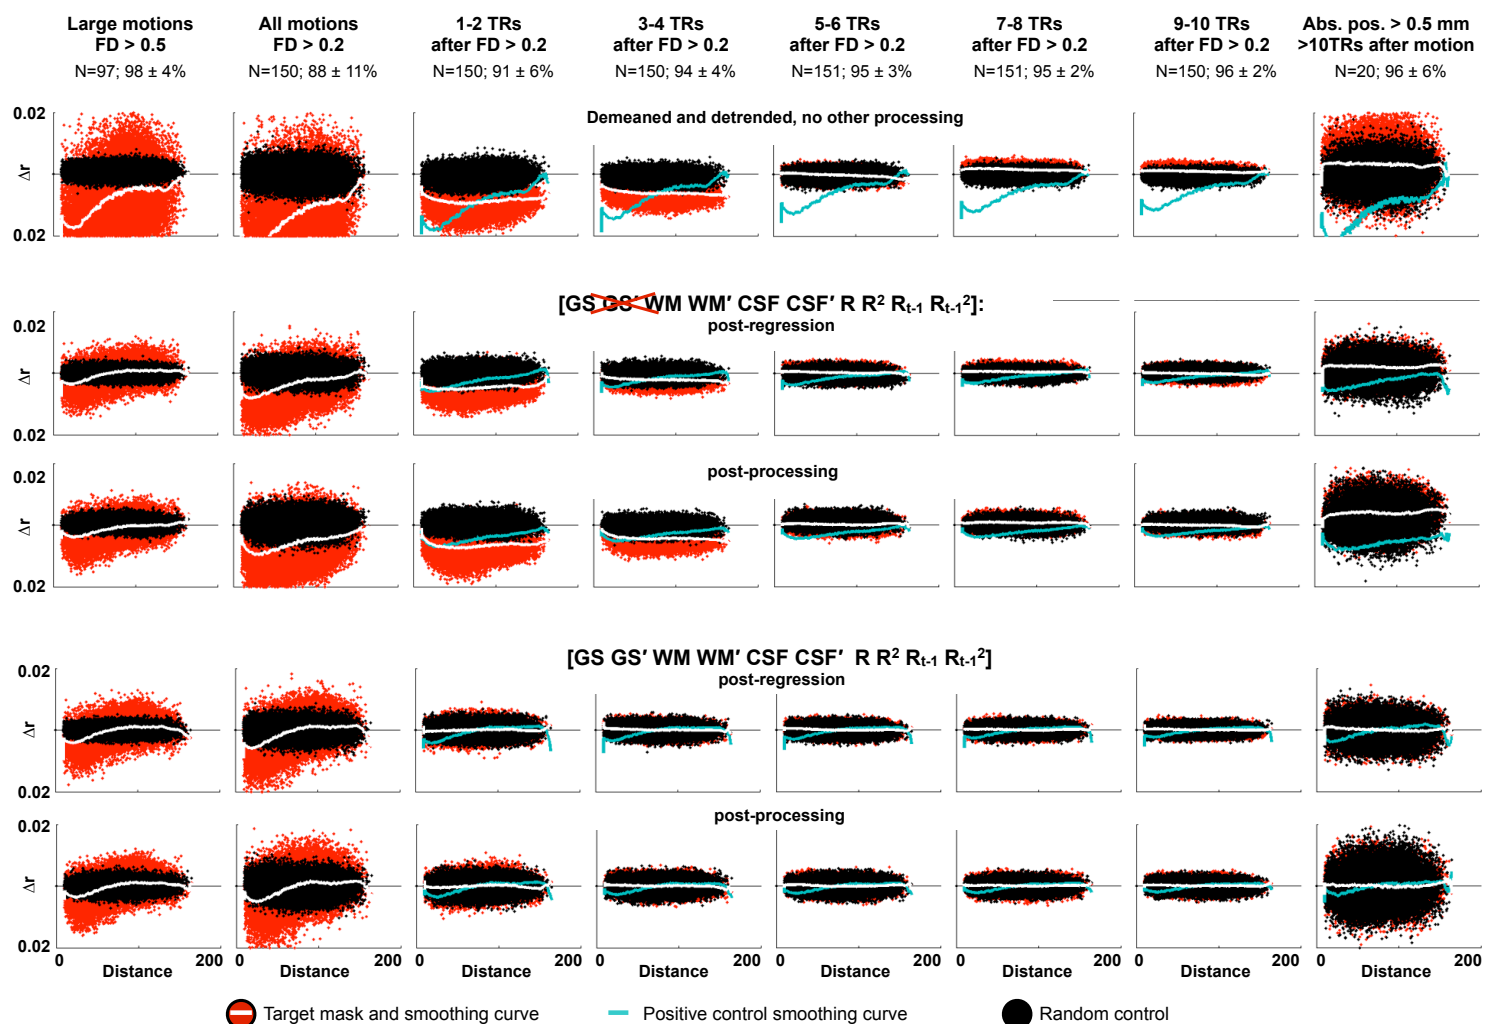 Large motions
FD > 0.5
N=97; 98 ± 4%
All motions
FD > 0.2
N=150; 88 ± 11%
1-2 TRs
after FD > 0.2
N=150; 91 ± 6%
3-4 TRs
after FD > 0.2
N=150; 94 ± 4%
5-6 TRs
after FD > 0.2
N=151; 95 ± 3%
7-8 TRs
after FD > 0.2
N=151; 95 ± 2%
9-10 TRs
after FD > 0.2
N=150; 96 ± 2%
Abs. pos. > 0.5 mm
>10TRs after motion
N=20; 96 ± 6%
Demeaned and detrended, no other processing
0.02
Δr
0.02
[GS GS′ WM WM′ CSF CSF′ R R² Rt-1 Rt-1²]:
post-regression
0.02
Δr
0.02
post-processing
0.02
Δr
0.02
[GS GS′ WM WM′ CSF CSF′ R R² Rt-1 Rt-1²]
post-regression
0.02
Δr
0.02
post-processing
0.02
Δr
0.02
0 Distance 200
0 Distance 200
0 Distance 200
0 Distance 200
0 Distance 200
0 Distance 200
0 Distance 200
0 Distance 200
Target mask and smoothing curve
Positive control smoothing curve
Random control